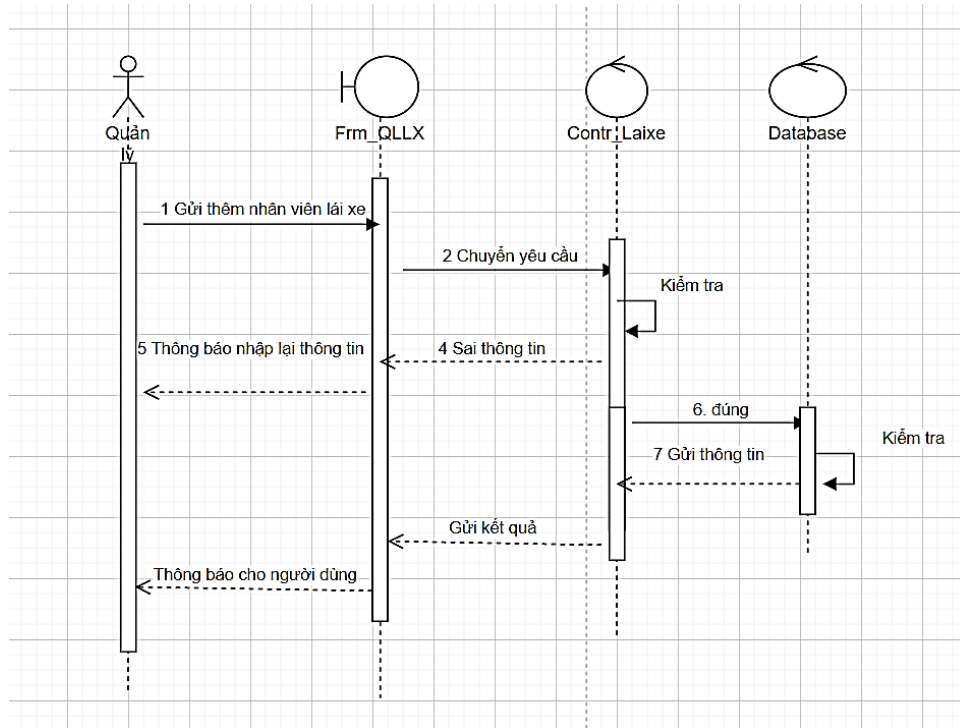 Quản
lý
Frm_QLLX
Contr_Laixe
Database
1 Gửi thêm nhân viên lái xe
2 Chuyển yêu cầu
Kiểm tra
5 Thông báo nhập lại thông tin
4 Sai thông tin
6. đúng
Kiểm tra
7 Gửi thông tin
Gửi kết quả
Thông báo cho người dùng